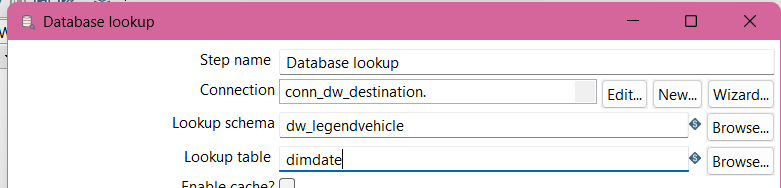 Database lookup
Step name Database lookup
Connection conn_dw_destination. Edit... New... Wizard...
Lookup schema dw_legendvehicle Browse...
Lookup table dimdate Browse...
Enable cache?